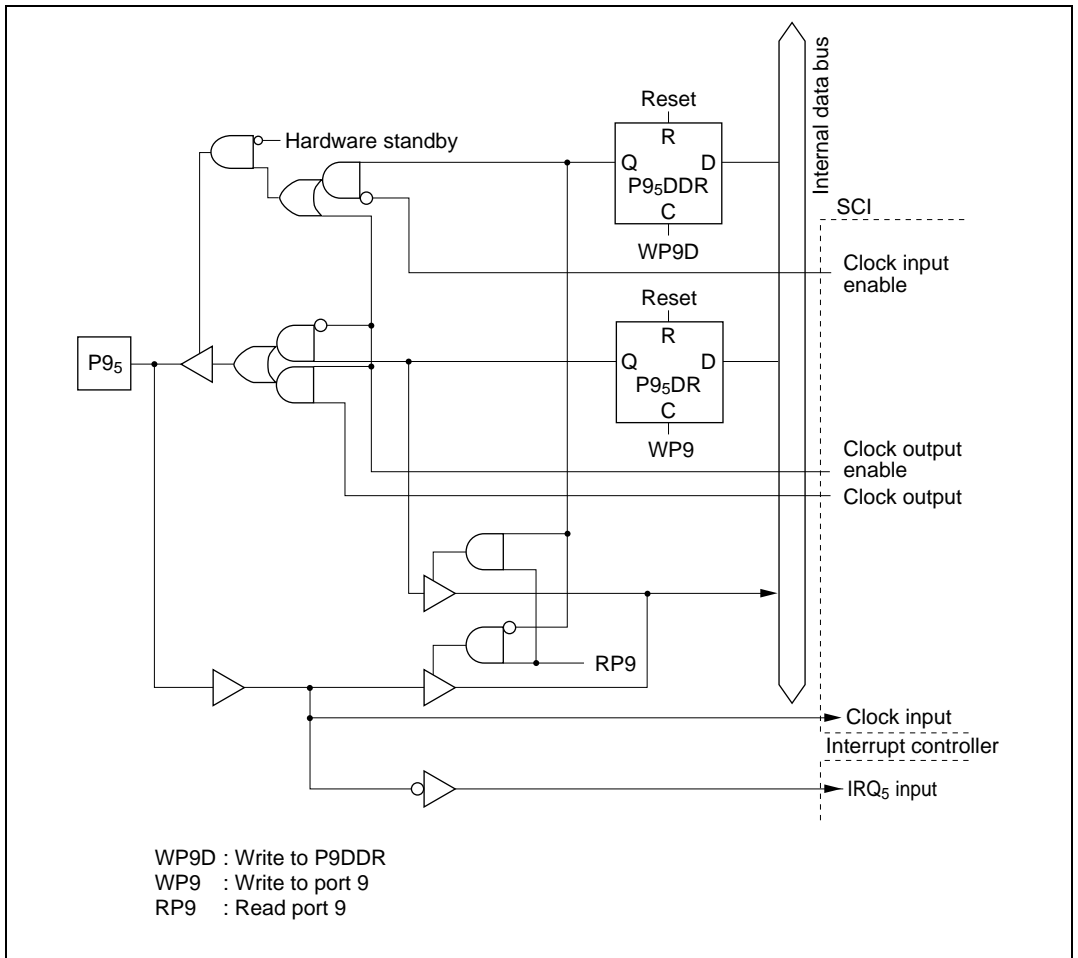 Internal data bus
Reset
R
Hardware standby
Q D
P9₅DDR
C
SCI
WP9D
Clock input
enable
Reset
R
P9₅
Q D
P9₅DR
C
WP9
Clock output
enable
Clock output
RP9
Clock input
Interrupt controller
IRQ₅ input
WP9D : Write to P9DDR
WP9 : Write to port 9
RP9 : Read port 9